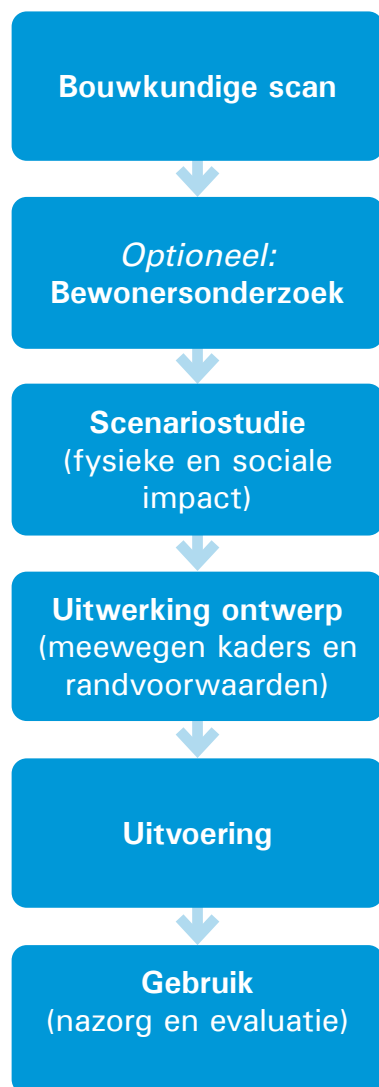 Bouwkundige scan
Optioneel:
Bewonersonderzoek
Scenariostudie
(fysieke en sociale
impact)
Uitwerking ontwerp
(meewegen kaders en
randvoorwaarden)
Uitvoering
Gebruik
(nazorg en evaluatie)